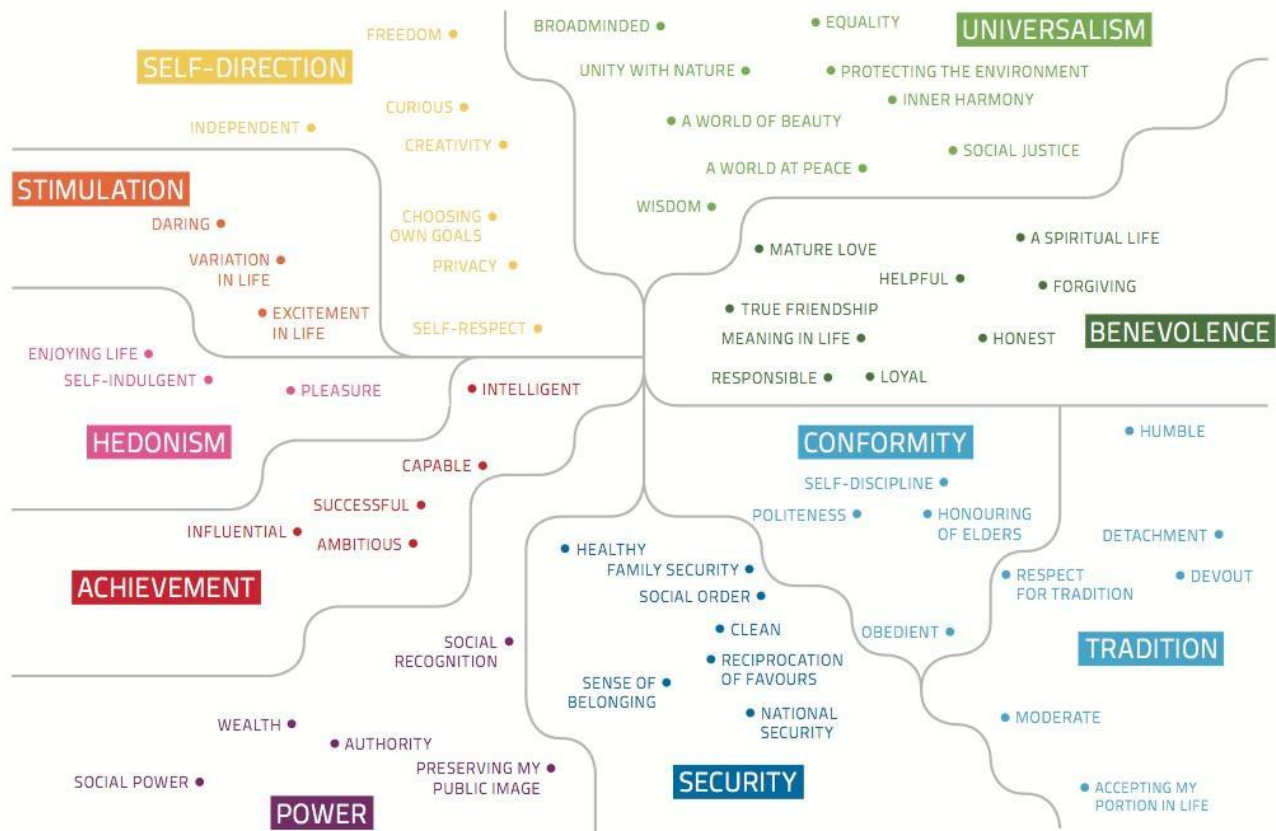 SELF-DIRECTION
FREEDOM
CURIOUS
INDEPENDENT
CREATIVITY
CHOOSING
OWN GOALS
PRIVACY
SELF-RESPECT
UNIVERSALISM
BROADMINDED
EQUALITY
UNITY WITH NATURE
PROTECTING THE ENVIRONMENT
INNER HARMONY
A WORLD OF BEAUTY
SOCIAL JUSTICE
A WORLD AT PEACE
WISDOM
STIMULATION
DARING
VARIATION
IN LIFE
EXCITEMENT
IN LIFE
BENEVOLENCE
MATURE LOVE
A SPIRITUAL LIFE
HELPFUL
FORGIVING
TRUE FRIENDSHIP
MEANING IN LIFE
HONEST
RESPONSIBLE
LOYAL
ENJOYING LIFE
SELF-INDULGENT
PLEASURE
HEDONISM
INTELLIGENT
CAPABLE
SUCCESSFUL
INFLUENTIAL
AMBITIOUS
ACHIEVEMENT
CONFORMITY
SELF-DISCIPLINE
POLITENESS
HONOURING
OF ELDERS
OBEDIENT
HUMBLE
DETACHMENT
RESPECT
FOR TRADITION
DEVOUT
TRADITION
MODERATE
ACCEPTING MY
PORTION IN LIFE
HEALTHY
FAMILY SECURITY
SOCIAL ORDER
CLEAN
RECIPROCATION
OF FAVOURS
SENSE OF
BELONGING
NATIONAL
SECURITY
SECURITY
SOCIAL
RECOGNITION
WEALTH
AUTHORITY
SOCIAL POWER
PRESERVING MY
PUBLIC IMAGE
POWER